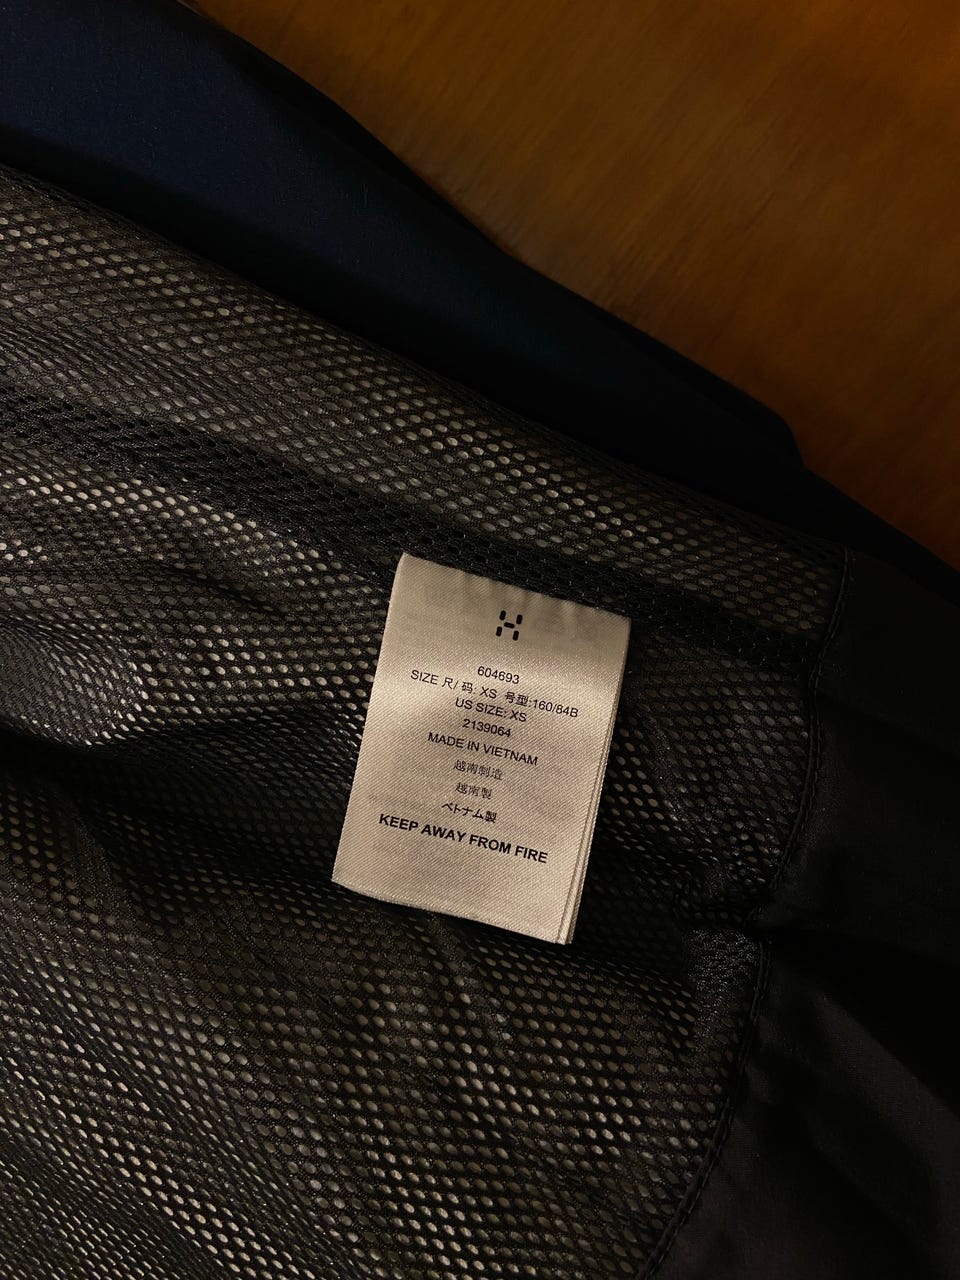 604693
SIZE 尺/ 码: XS 号型:160/84B
US SIZE: XS
2139064
MADE IN VIETNAM
越南制造
越南製
ベトナム製
KEEP AWAY FROM FIRE